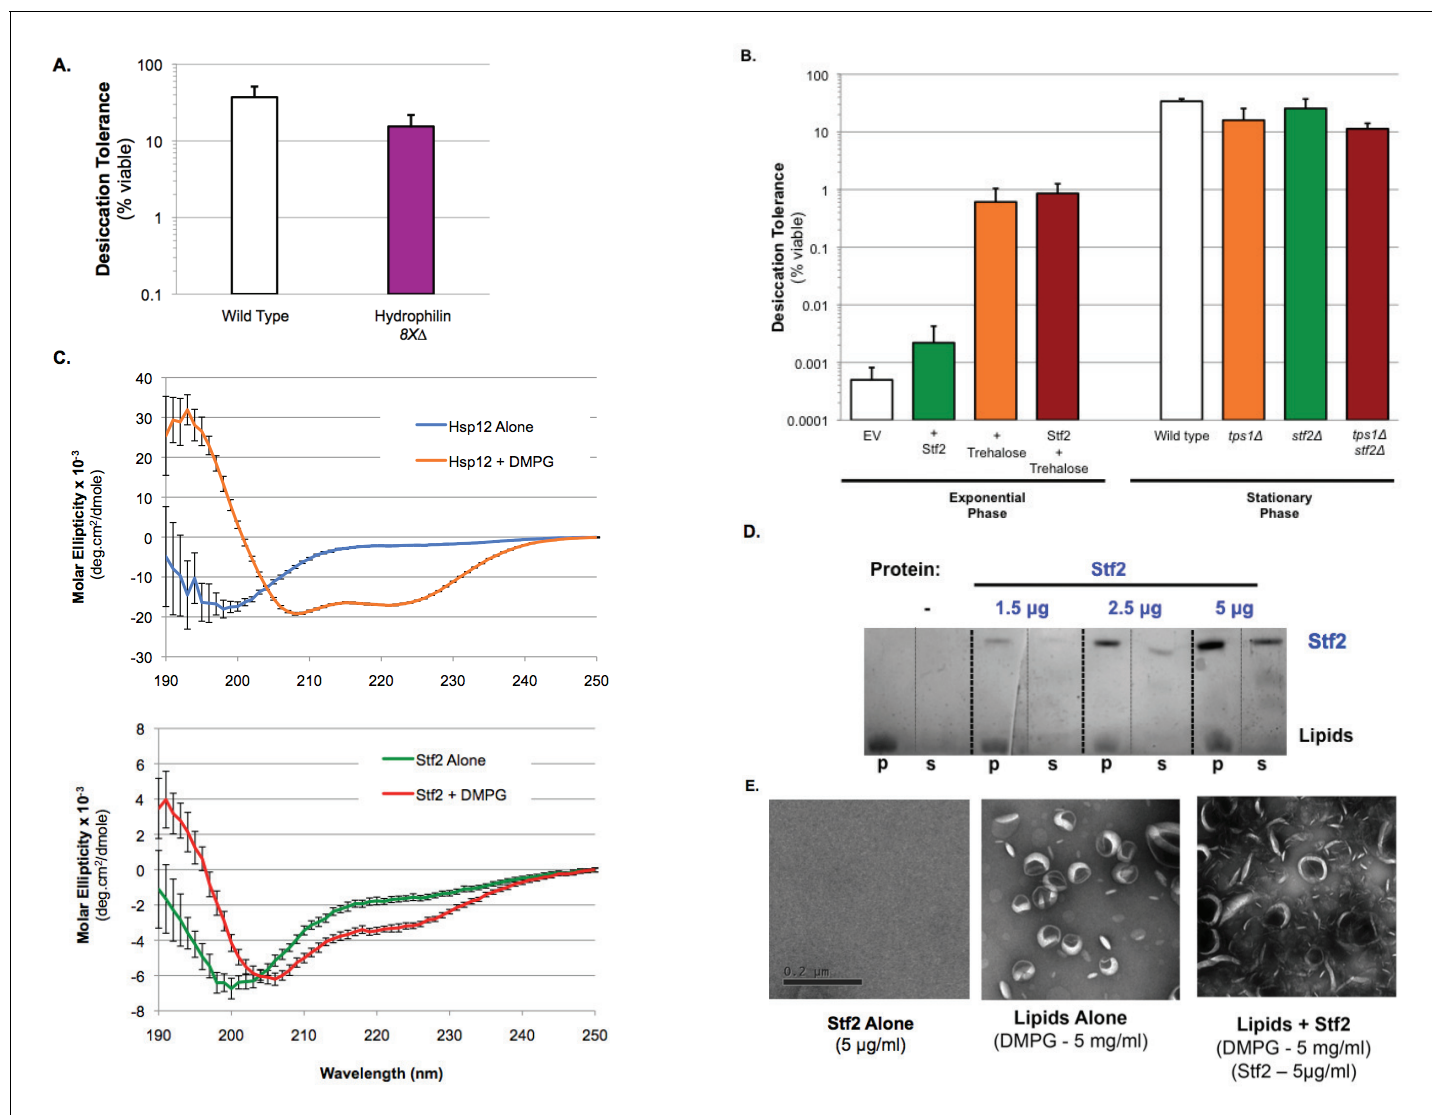 A.
Desiccation Tolerance
(% viable)
100
10
1
0.1
Wild Type
Hydrophilin
8XΔ
B.
Desiccation Tolerance
(% viable)
100
10
1
0.1
0.01
0.001
0.0001
EV
+
Stf2
+
Trehalose
Stf2
+
Trehalose
Wild type
tps1Δ
stf2Δ
tps1Δ
stf2Δ
Exponential
Phase
Stationary
Phase
C.
Molar Ellipticity x 10⁻³
(deg.cm²/dmole)
40
30
20
10
0
-10
-20
-30
190
200
210
220
230
240
250
Hsp12 Alone
Hsp12 + DMPG
Molar Ellipticity x 10⁻³
(deg.cm²/dmole)
8
6
4
2
0
-2
-4
-6
-8
190
200
210
220
230
240
250
Stf2 Alone
Stf2 + DMPG
Wavelength (nm)
D.
Protein:
Stf2
-
1.5 µg
2.5 µg
5 µg
Stf2
Lipids
p
s
p
s
p
s
p
s
E.
0.2 µm
Stf2 Alone
(5 µg/ml)
Lipids Alone
(DMPG - 5 mg/ml)
Lipids + Stf2
(DMPG - 5 mg/ml)
(Stf2 – 5µg/ml)